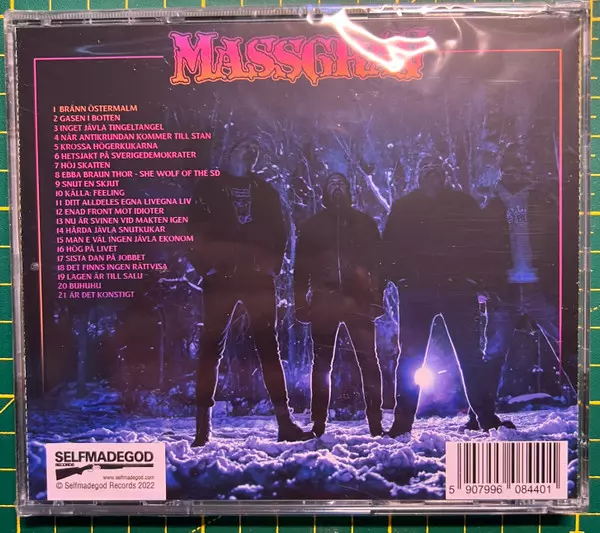 MASSGRAV
1 BRÄNN ÖSTERMALM
2 GASEN I BOTTEN
3 INGET JÄVLA TINGELTANGEL
4 NÄR ANTIKRUNDAN KOMMER TILL STAN
5 KROSSA HÖGERKUKARNA
6 HETSJAKT PÅ SVERIGEDEMOKRATER
7 HÖJ SKATTEN
8 EBBA BRAUN THOR - SHE WOLF OF THE SD
9 SNUT EN SKJUT
10 KÄLLA: FEELING
11 DITT ALLDELES EGNA LIVEGNA LIV
12 ENAD FRONT MOT IDIOTER
13 NU ÄR SVINEN VID MAKTEN IGEN
14 HÅRDA JÄVLA SNUTKUKAR
15 MAN E VÄL INGEN JÄVLA EKONOM
16 HÖG PÅ LIVET
17 SISTA DAN PÅ JOBBET
18 DET FINNS INGEN RÄTTVISA
19 LAGEN ÄR TILL SALU
20 BUHUHU
21 ÄR DET KONSTIGT
SELFMADEGOD
www.selfmadegod.com
© Selfmadegod Records 2022
5 907996 084401